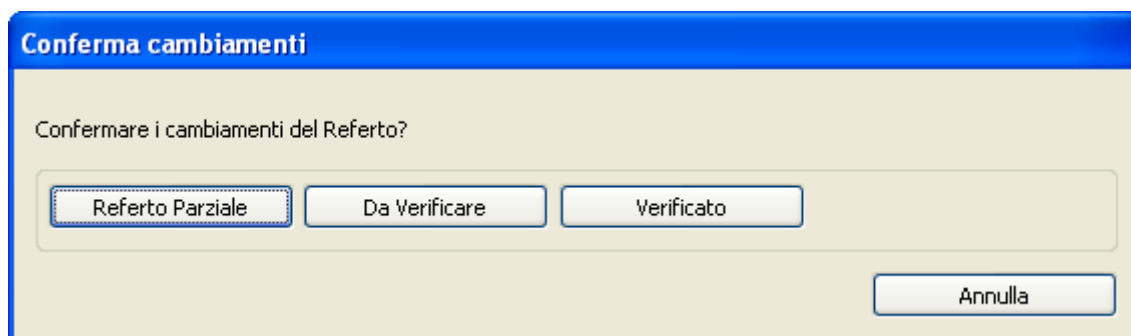 Conferma cambiamenti
Confermare i cambiamenti del Referto?
Referto Parziale Da Verificare Verificato
Annulla